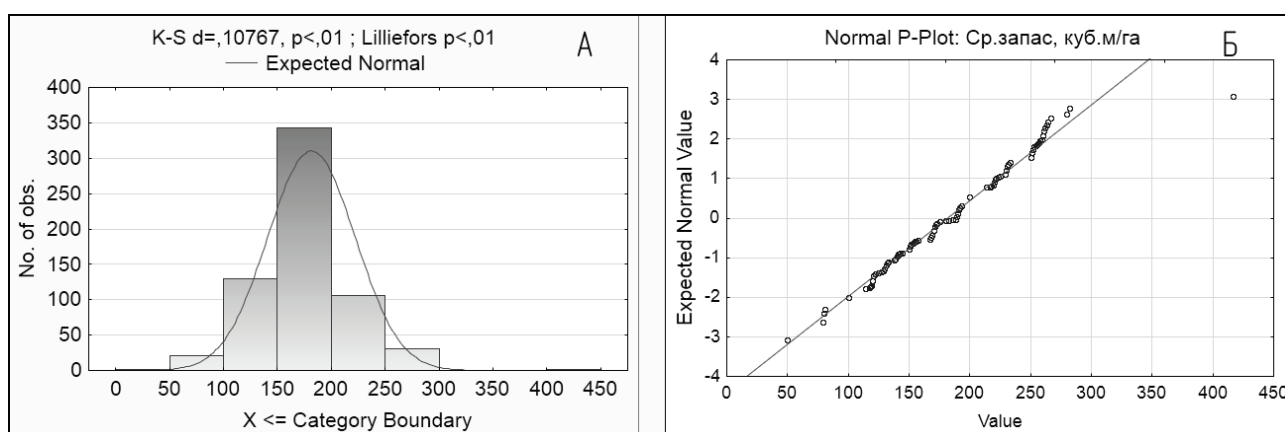 K-S d=,10767, p<,01 ; Lilliefors p<,01
А
Expected Normal
400
350
300
250
200
150
100
50
0
No. of obs.
0 50 100 150 200 250 300 350 400 450
X <= Category Boundary
Normal P-Plot: Ср.запас, куб.м/га
Б
4
3
2
1
0
-1
-2
-3
-4
Expected Normal Value
0 50 100 150 200 250 300 350 400 450
Value